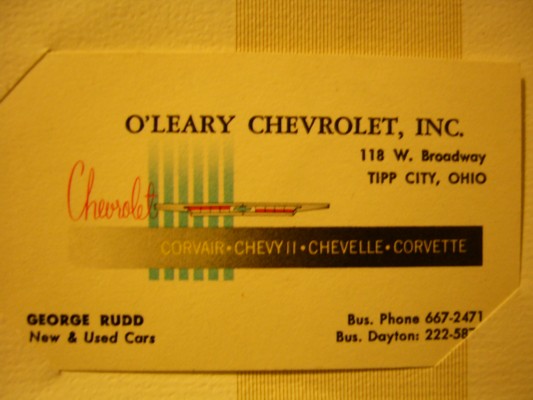 O'LEARY CHEVROLET, INC.
118 W. Broadway
TIPP CITY, OHIO
Chevrolet
CORVAIR • CHEVY II • CHEVELLE • CORVETTE
GEORGE RUDD
New & Used Cars
Bus. Phone 667-2471
Bus. Dayton: